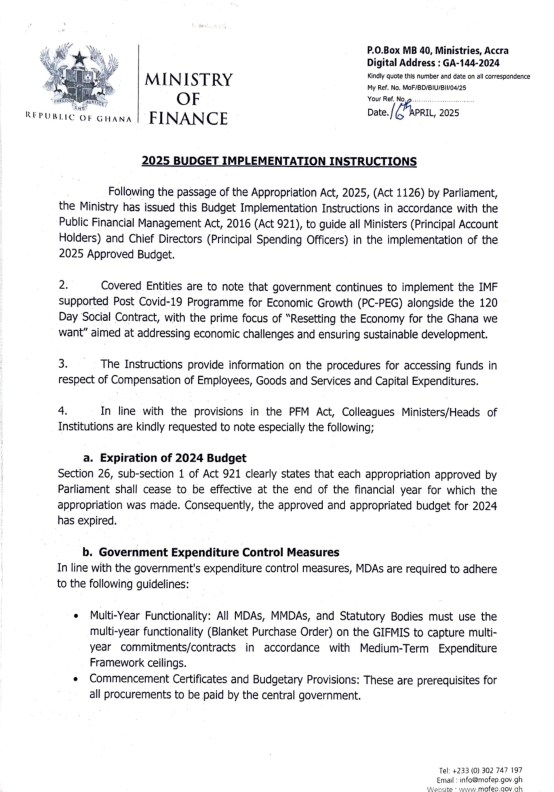 P.O.Box MB 40, Ministries, Accra
Digital Address : GA-144-2024
Kindly quote this number and date on all correspondence
My Ref. No. MoF/BD/BIU/BII/04/25
Your Ref. No.
Date. 16th APRIL, 2025
MINISTRY
OF
FINANCE
REPUBLIC OF GHANA
2025 BUDGET IMPLEMENTATION INSTRUCTIONS
Following the passage of the Appropriation Act, 2025, (Act 1126) by Parliament,
the Ministry has issued this Budget Implementation Instructions in accordance with the
Public Financial Management Act, 2016 (Act 921), to guide all Ministers (Principal Account
Holders) and Chief Directors (Principal Spending Officers) in the implementation of the
2025 Approved Budget.
2. Covered Entities are to note that government continues to implement the IMF
supported Post Covid-19 Programme for Economic Growth (PC-PEG) alongside the 120
Day Social Contract, with the prime focus of "Resetting the Economy for the Ghana we
want" aimed at addressing economic challenges and ensuring sustainable development.
3. The Instructions provide information on the procedures for accessing funds in
respect of Compensation of Employees, Goods and Services and Capital Expenditures.
4. In line with the provisions in the PFM Act, Colleagues Ministers/Heads of
Institutions are kindly requested to note especially the following;
a. Expiration of 2024 Budget
Section 26, sub-section 1 of Act 921 clearly states that each appropriation approved by
Parliament shall cease to be effective at the end of the financial year for which the
appropriation was made. Consequently, the approved and appropriated budget for 2024
has expired.
b. Government Expenditure Control Measures
In line with the government's expenditure control measures, MDAs are required to adhere
to the following guidelines:
• Multi-Year Functionality: All MDAs, MMDAs, and Statutory Bodies must use the
multi-year functionality (Blanket Purchase Order) on the GIFMIS to capture multi-
year commitments/contracts in accordance with Medium-Term Expenditure
Framework ceilings.
• Commencement Certificates and Budgetary Provisions: These are prerequisites for
all procurements to be paid by the central government.
Tel: +233 (0) 302 747 197
Email : info@mofep.gov.gh
Website : www.mofep.gov.gh